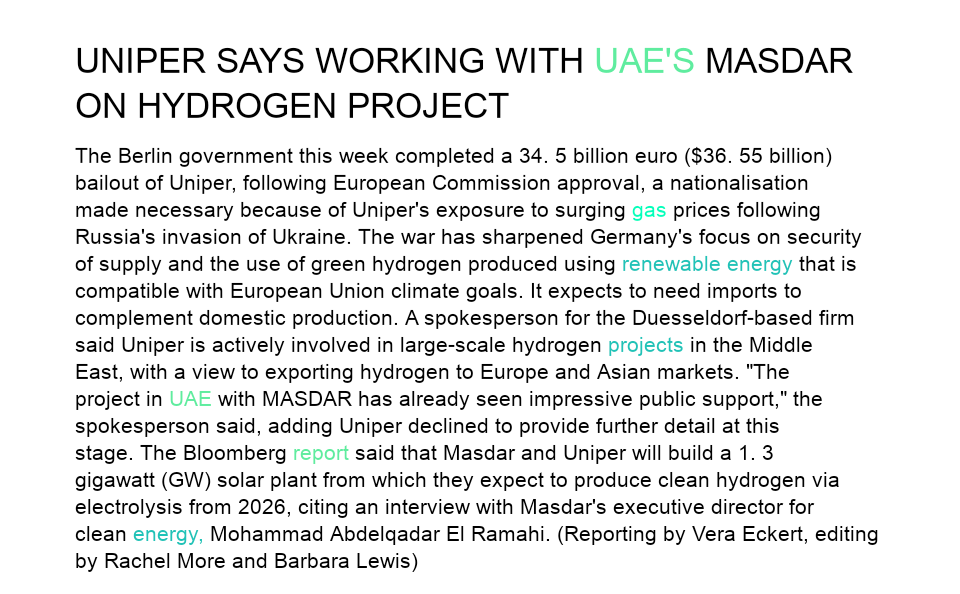 UNIPER SAYS WORKING WITH UAE'S MASDAR
ON HYDROGEN PROJECT
The Berlin government this week completed a 34. 5 billion euro ($36. 55 billion)
bailout of Uniper, following European Commission approval, a nationalisation
made necessary because of Uniper's exposure to surging gas prices following
Russia's invasion of Ukraine. The war has sharpened Germany's focus on security
of supply and the use of green hydrogen produced using renewable energy that is
compatible with European Union climate goals. It expects to need imports to
complement domestic production. A spokesperson for the Duesseldorf-based firm
said Uniper is actively involved in large-scale hydrogen projects in the Middle
East, with a view to exporting hydrogen to Europe and Asian markets. "The
project in UAE with MASDAR has already seen impressive public support," the
spokesperson said, adding Uniper declined to provide further detail at this
stage. The Bloomberg report said that Masdar and Uniper will build a 1. 3
gigawatt (GW) solar plant from which they expect to produce clean hydrogen via
electrolysis from 2026, citing an interview with Masdar's executive director for
clean energy, Mohammad Abdelqadar El Ramahi. (Reporting by Vera Eckert, editing
by Rachel More and Barbara Lewis)